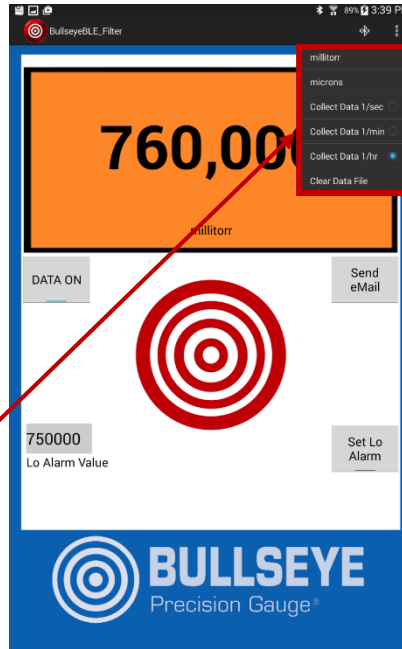 89% 3:39 P
BullseyeBLE_Filter
millitorr
microns
Collect Data 1/sec
Collect Data 1/min
Collect Data 1/hr
Clear Data File
760,000
millitorr
DATA ON
Send
eMail
750000
Lo Alarm Value
Set Lo
Alarm
BULLSEYE
Precision Gauge®